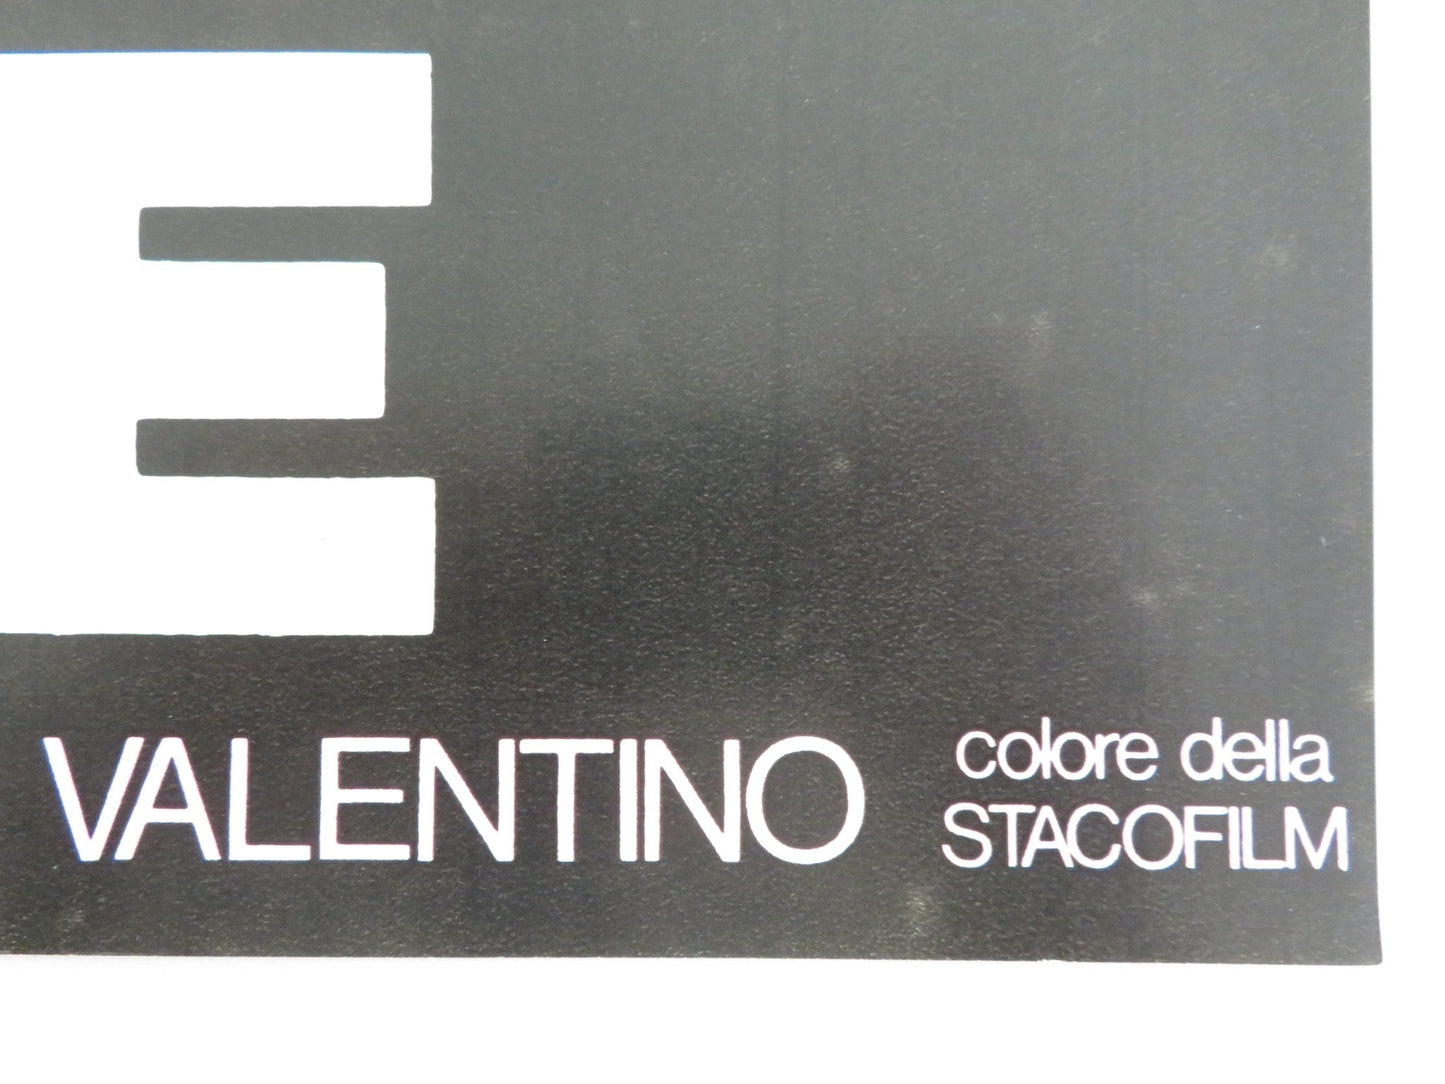 E
VALENTINO
colore della
STACOFILM